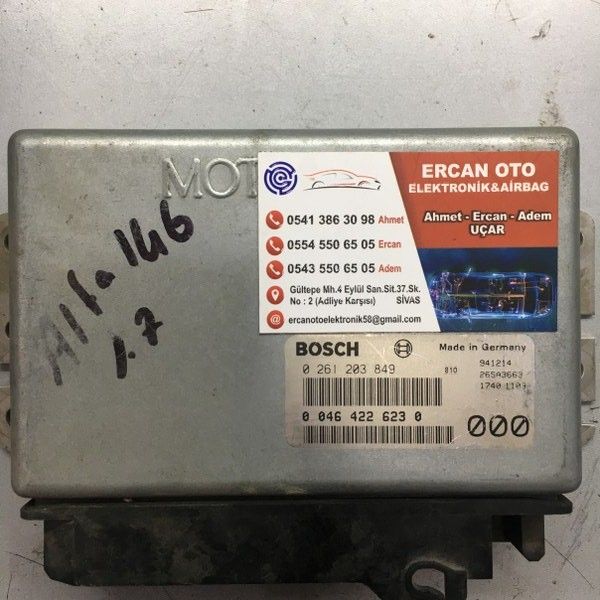 MOT
Alfa 146
1.7
ERCAN OTO
ELEKTRONİK&AİRBAG
Ahmet - Ercan - Adem
UÇAR
0541 386 30 98 Ahmet
0554 550 65 05 Ercan
0543 550 65 05 Adem
Gültepe Mh.4 Eylül San.Sit.37.Sk.
No : 2 (Adliye Karşısı) SİVAS
ercanotoelektronik58@gmail.com
BOSCH Made in Germany
0 261 203 849 810 941214
26SA3663
1740 1103
0 046 422 623 0 000